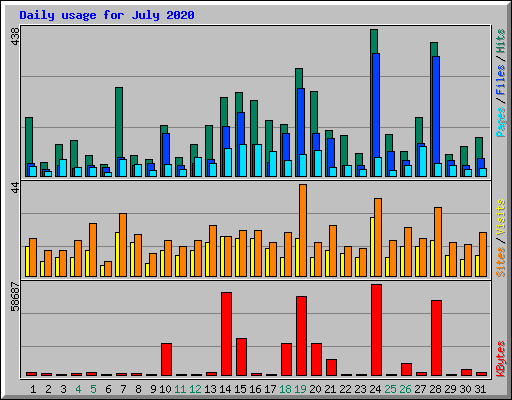 Daily usage for July 2020
438
Pages / Files / Hits
44
Sites / Visits
58687
KBytes
1 2 3 4 5 6 7 8 9 10 11 12 13 14 15 16 17 18 19 20 21 22 23 24 25 26 27 28 29 30 31